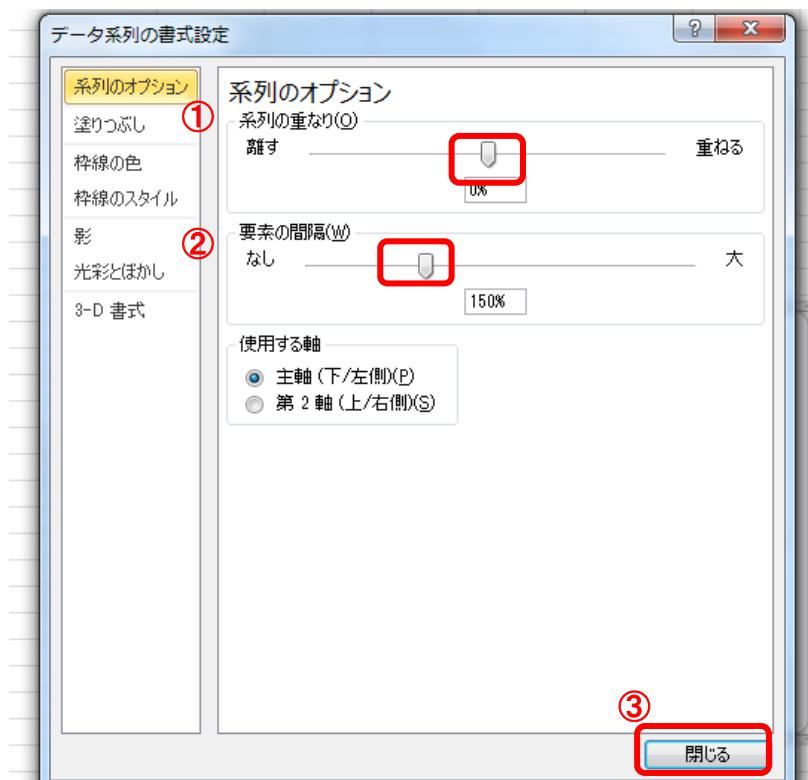 データ系列の書式設定
?
x
系列のオプション
塗りつぶし
枠線の色
枠線のスタイル
影
光彩とぼかし
3-D 書式
系列のオプション
①
系列の重なり(O)
離す 重ねる
0%
②
要素の間隔(W)
なし 大
150%
使用する軸
主軸 (下/左側)(P)
第 2 軸 (上/右側)(S)
③
閉じる